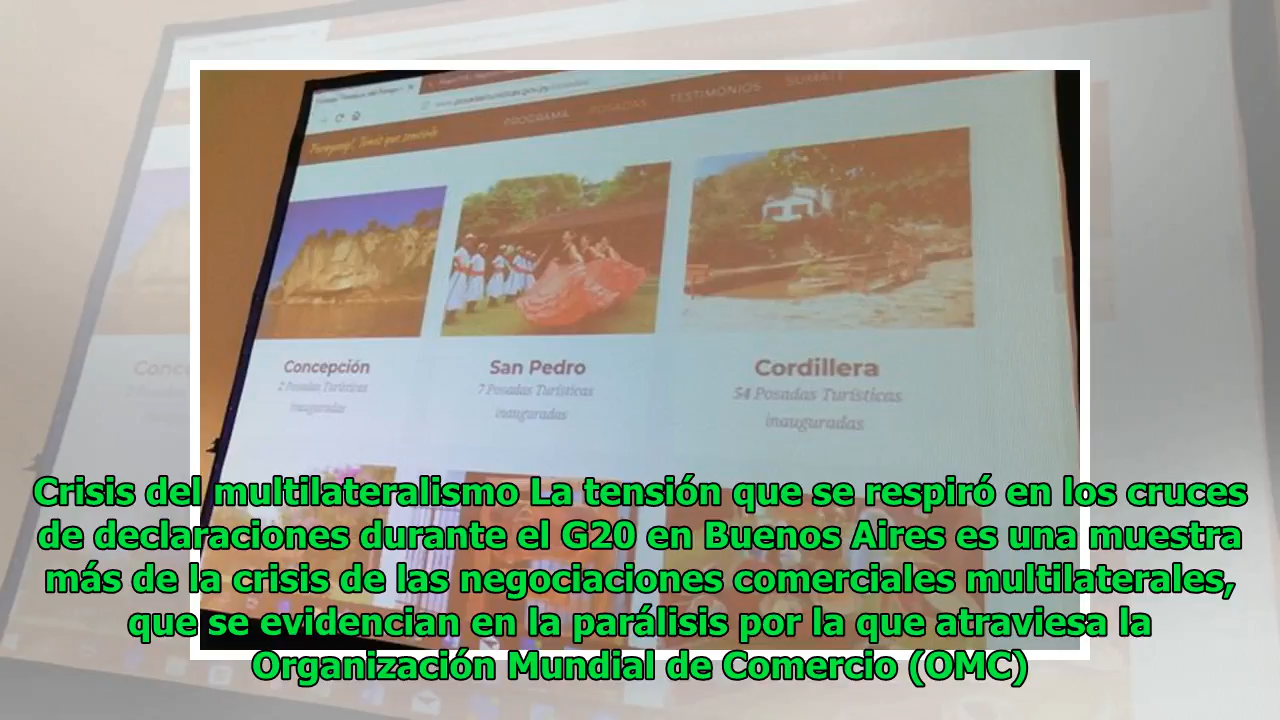 PROGRAMA POSADAS TESTIMONIOS SUMATE
Concepción
San Pedro
Cordillera
2 Posadas Turísticas
inauguradas
7 Posadas Turísticas
inauguradas
54 Posadas Turísticas
inauguradas
Crisis del multilateralismo La tensión que se respiró en los cruces
de declaraciones durante el G20 en Buenos Aires es una muestra
más de la crisis de las negociaciones comerciales multilaterales,
que se evidencian en la parálisis por la que atraviesa la
Organización Mundial de Comercio (OMC)